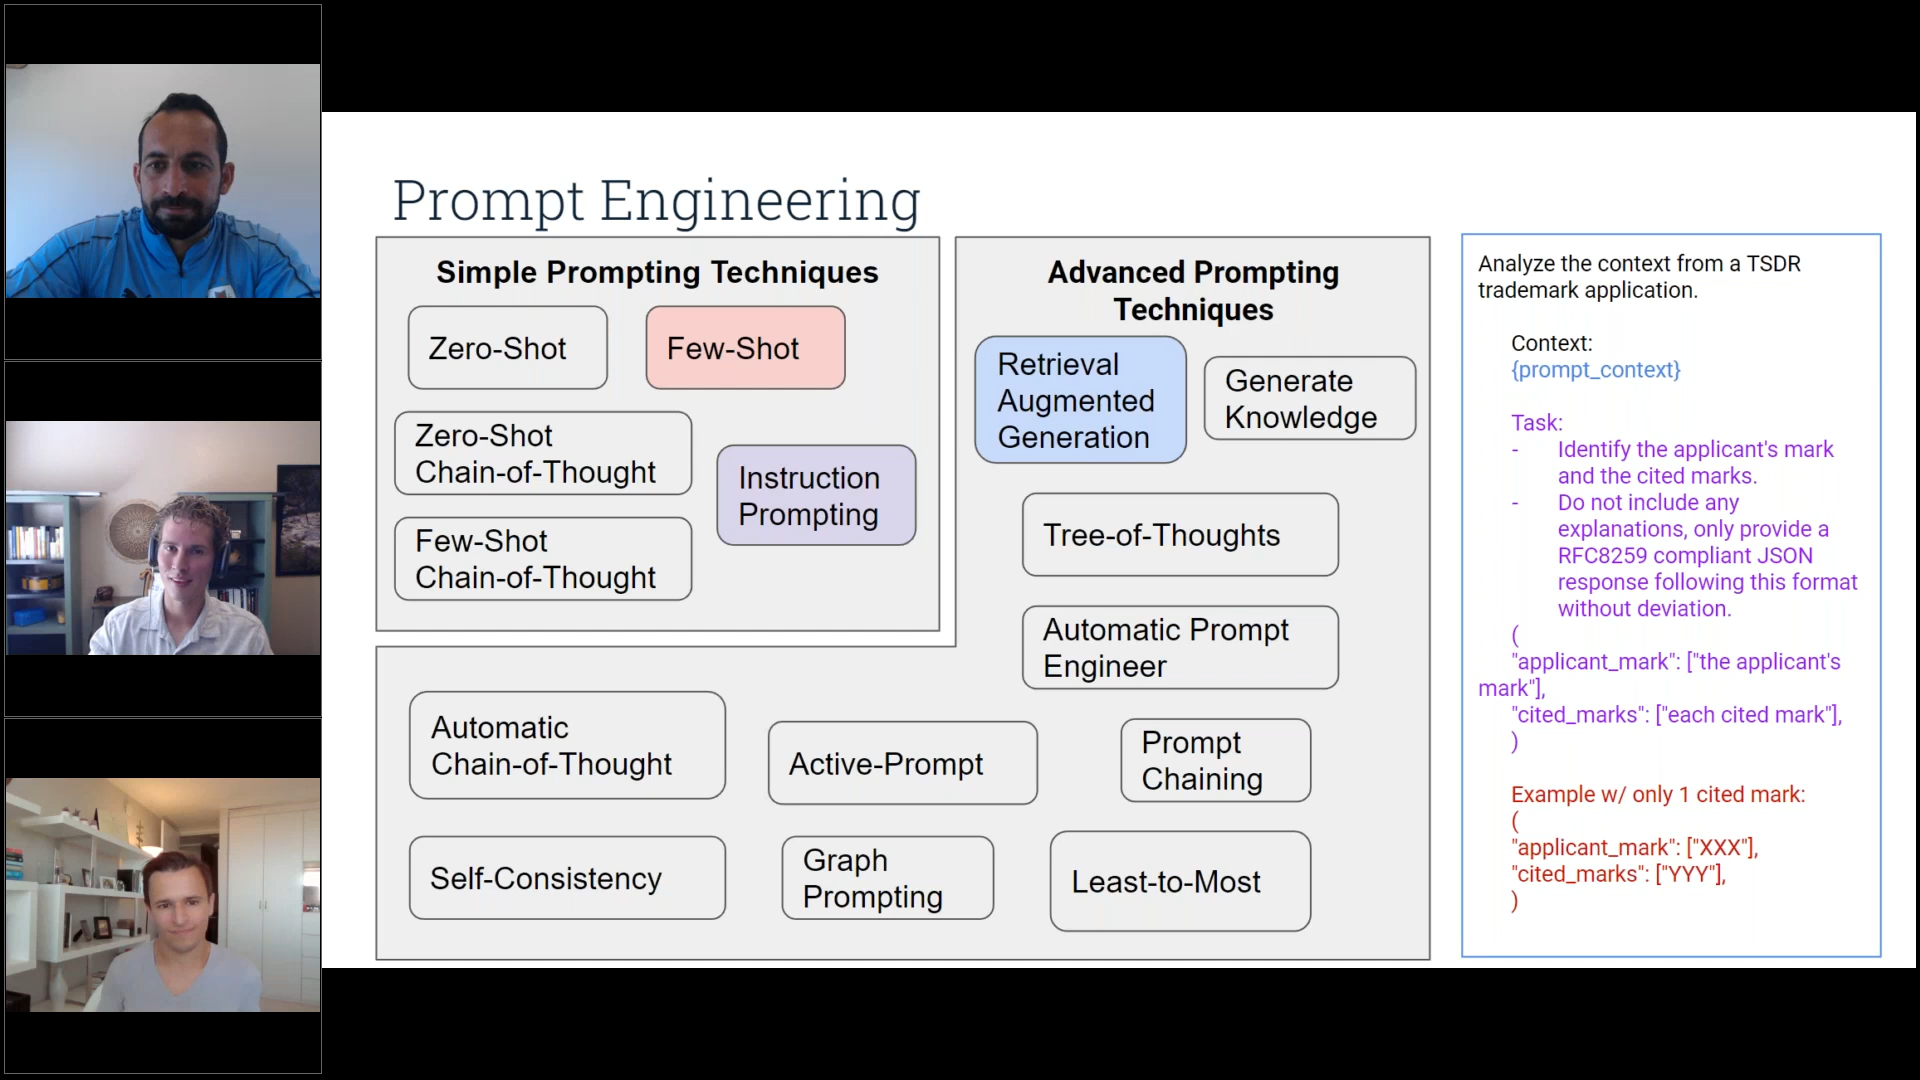 Prompt Engineering
Simple Prompting Techniques
Zero-Shot
Few-Shot
Zero-Shot
Chain-of-Thought
Instruction
Prompting
Few-Shot
Chain-of-Thought
Advanced Prompting
Techniques
Retrieval
Augmented
Generation
Generate
Knowledge
Tree-of-Thoughts
Automatic Prompt
Engineer
Automatic
Chain-of-Thought
Active-Prompt
Prompt
Chaining
Self-Consistency
Graph
Prompting
Least-to-Most
Analyze the context from a TSDR
trademark application.
Context:
{prompt_context}
Task:
- Identify the applicant's mark
and the cited marks.
- Do not include any
explanations, only provide a
RFC8259 compliant JSON
response following this format
without deviation.
(
"applicant_mark": ["the applicant's
mark"],
"cited_marks": ["each cited mark"],
)
Example w/ only 1 cited mark:
(
"applicant_mark": ["XXX"],
"cited_marks": ["YYY"],
)